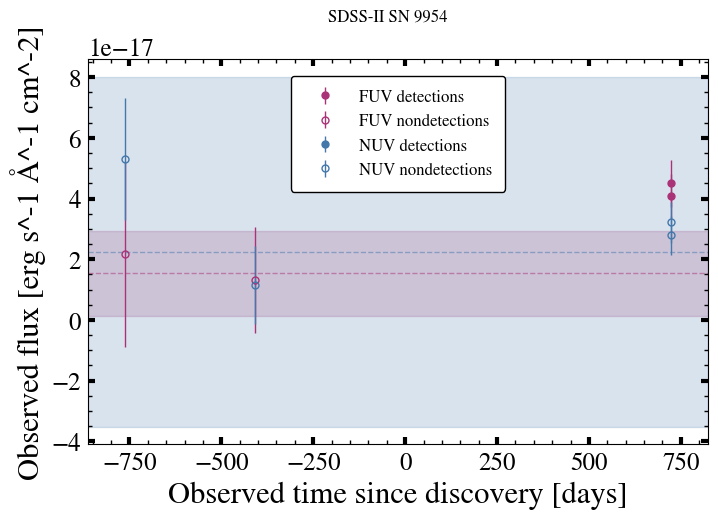 SDSS-II SN 9954
1e−17
8
6
4
2
0
−2
−4
Observed flux [erg s^-1 Å^-1 cm^-2]
FUV detections
FUV nondetections
NUV detections
NUV nondetections
−750 −500 −250 0 250 500 750
Observed time since discovery [days]